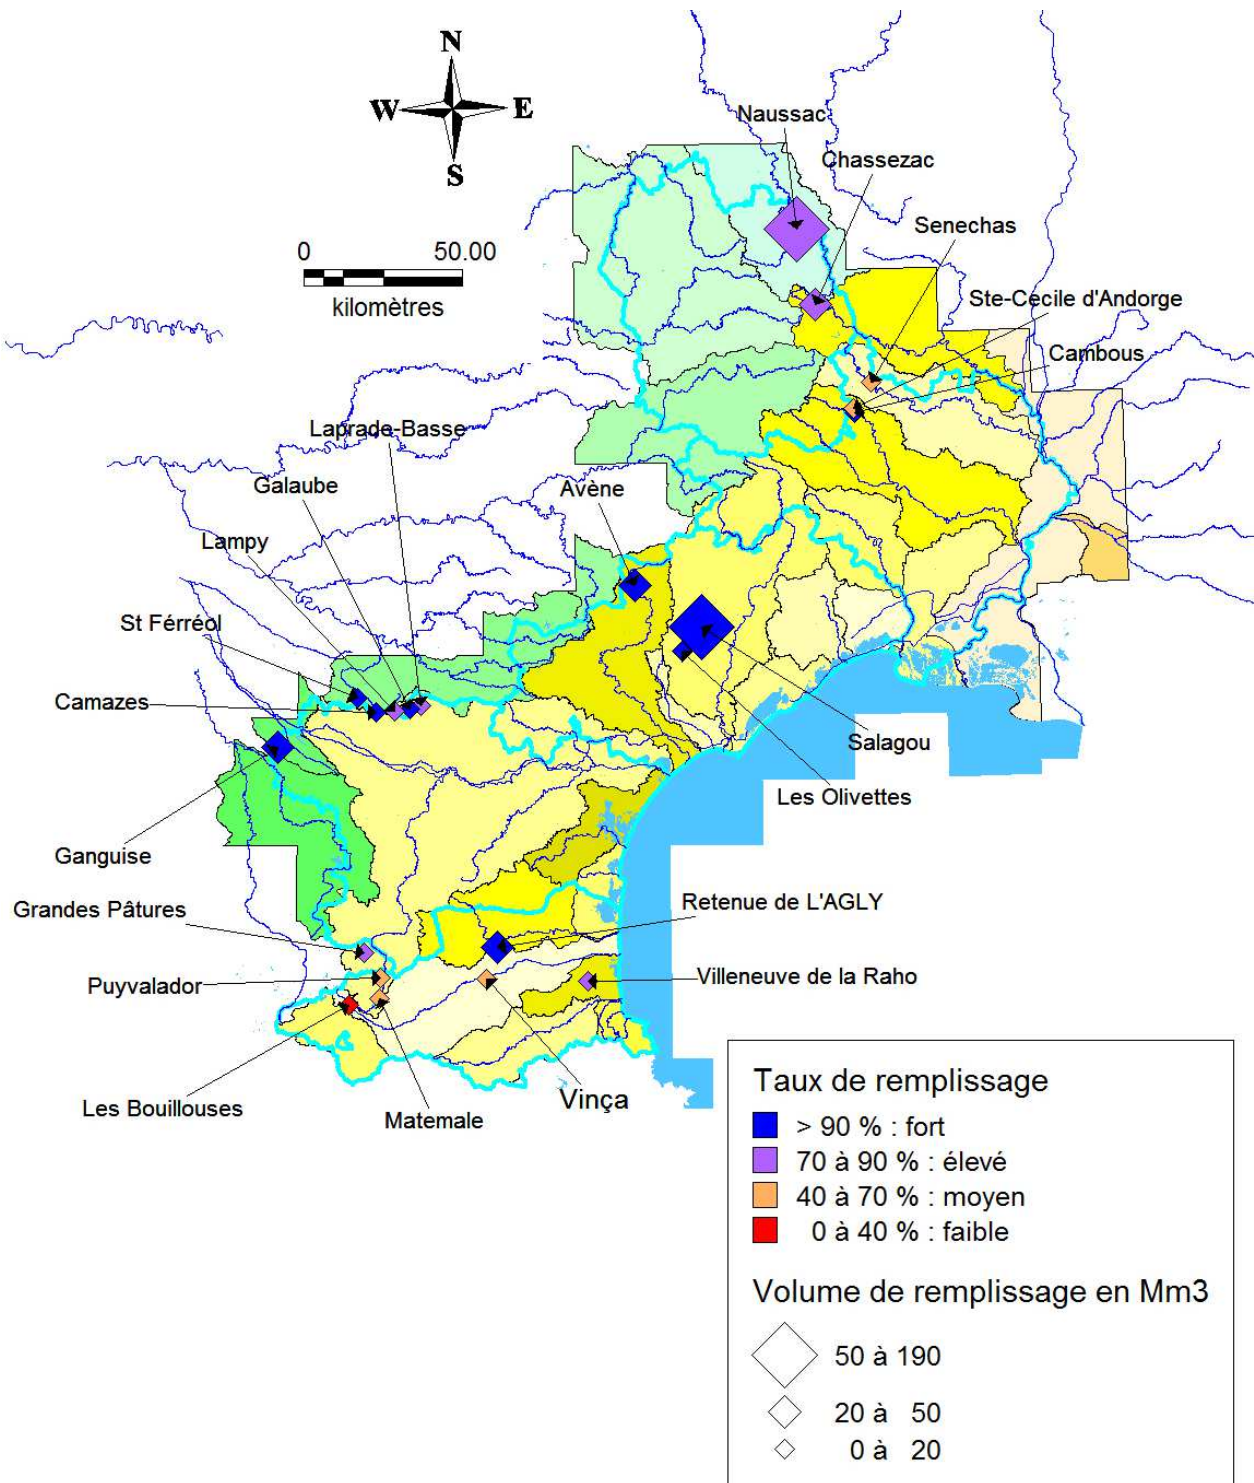 N
W
E
S
Naussac
Chassezac
Senechas
0 50.00
kilomètres
Ste-Cecile d'Andorge
Cambous
Laprade-Basse
Galaube
Avène
Lampy
St Férréol
Camazes
Salagou
Les Olivettes
Ganguise
Grandes Pâtures
Retenue de L'AGLY
Puyvalador
Villeneuve de la Raho
Les Bouillouses
Matemale
Vinça
Taux de remplissage
> 90 % : fort
70 à 90 % : élevé
40 à 70 % : moyen
0 à 40 % : faible
Volume de remplissage en Mm3
50 à 190
20 à 50
0 à 20